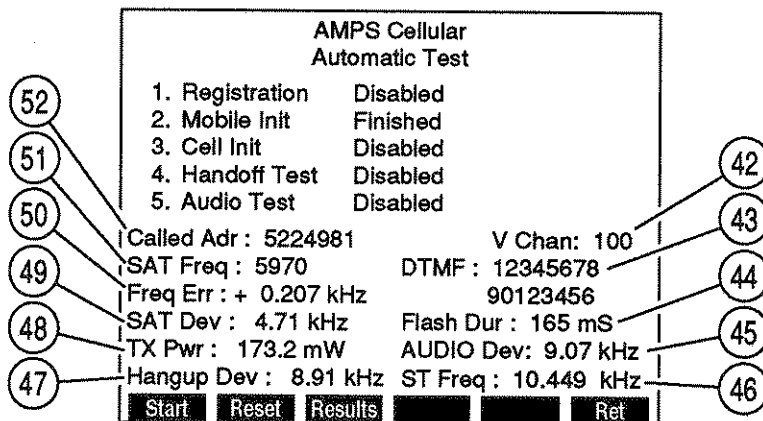 AMPS Cellular
Automatic Test
1. Registration Disabled
2. Mobile Init Finished
3. Cell Init Disabled
4. Handoff Test Disabled
5. Audio Test Disabled
52
51
50
49
48
47
Called Adr : 5224981 V Chan: 100
SAT Freq : 5970 DTMF : 12345678
Freq Err : + 0.207 kHz 90123456
SAT Dev : 4.71 kHz Flash Dur : 165 mS
TX Pwr : 173.2 mW AUDIO Dev: 9.07 kHz
Hangup Dev : 8.91 kHz ST Freq : 10.449 kHz
42
43
44
45
46
Start Reset Results Ret